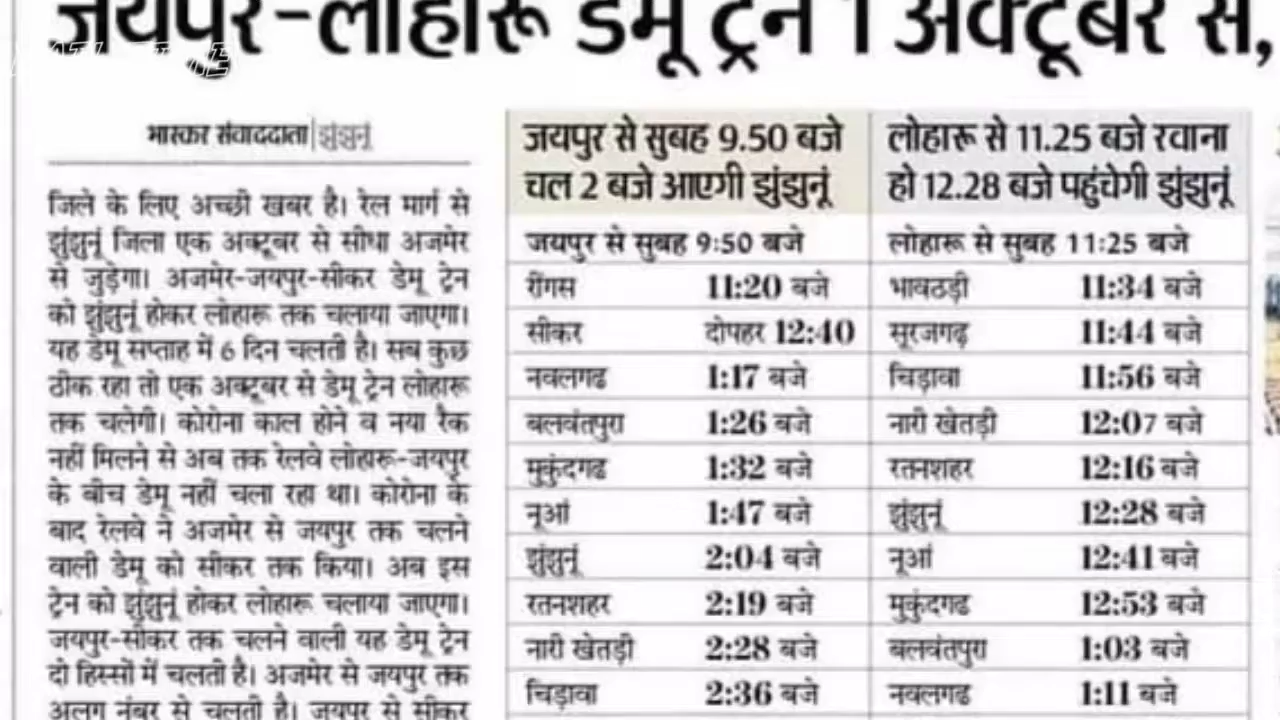 जयपुर-लोहारू डेमू ट्रेन 1 अक्टूबर से,
भास्कर संवाददाता|झुंझुनूं
जिले के लिए अच्छी खबर है। रेल मार्ग से
झुंझुनूं जिला एक अक्टूबर से सीधा अजमेर
से जुड़ेगा। अजमेर-जयपुर-सीकर डेमू ट्रेन
को झुंझुनूं होकर लोहारू तक चलाया जाएगा।
यह डेमू सप्ताह में 6 दिन चलती है। सब कुछ
ठीक रहा तो एक अक्टूबर से डेमू ट्रेन लोहारू
तक चलेगी। कोरोना काल होने व नया रैक
नहीं मिलने से अब तक रेलवे लोहारू-जयपुर
के बीच डेमू नहीं चला रहा था। कोरोना के
बाद रेलवे ने अजमेर से जयपुर तक चलने
वाली डेमू को सीकर तक किया। अब इस
ट्रेन को झुंझुनूं होकर लोहारू चलाया जाएगा।
जयपुर-सीकर तक चलने वाली यह डेमू ट्रेन
दो हिस्सों में चलती है। अजमेर से जयपुर तक
अलग नंबर से चलती है। जयपुर से सीकर
जयपुर से सुबह 9.50 बजे
चल 2 बजे आएगी झुंझुनूं
जयपुर से सुबह 9:50 बजे
रींगस 11:20 बजे
सीकर दोपहर 12:40
नवलगढ 1:17 बजे
बलवंतपुरा 1:26 बजे
मुकुंदगढ 1:32 बजे
नूआं 1:47 बजे
झुंझुनूं 2:04 बजे
रतनशहर 2:19 बजे
नारी खेतड़ी 2:28 बजे
चिड़ावा 2:36 बजे
लोहारू से 11.25 बजे रवाना
हो 12.28 बजे पहुंचेगी झुंझुनूं
लोहारू से सुबह 11:25 बजे
भावठड़ी 11:34 बजे
सूरजगढ़ 11:44 बजे
चिड़ावा 11:56 बजे
नारी खेतड़ी 12:07 बजे
रतनशहर 12:16 बजे
झुंझुनूं 12:28 बजे
नूआं 12:41 बजे
मुकुंदगढ 12:53 बजे
बलवंतपुरा 1:03 बजे
नवलगढ 1:11 बजे